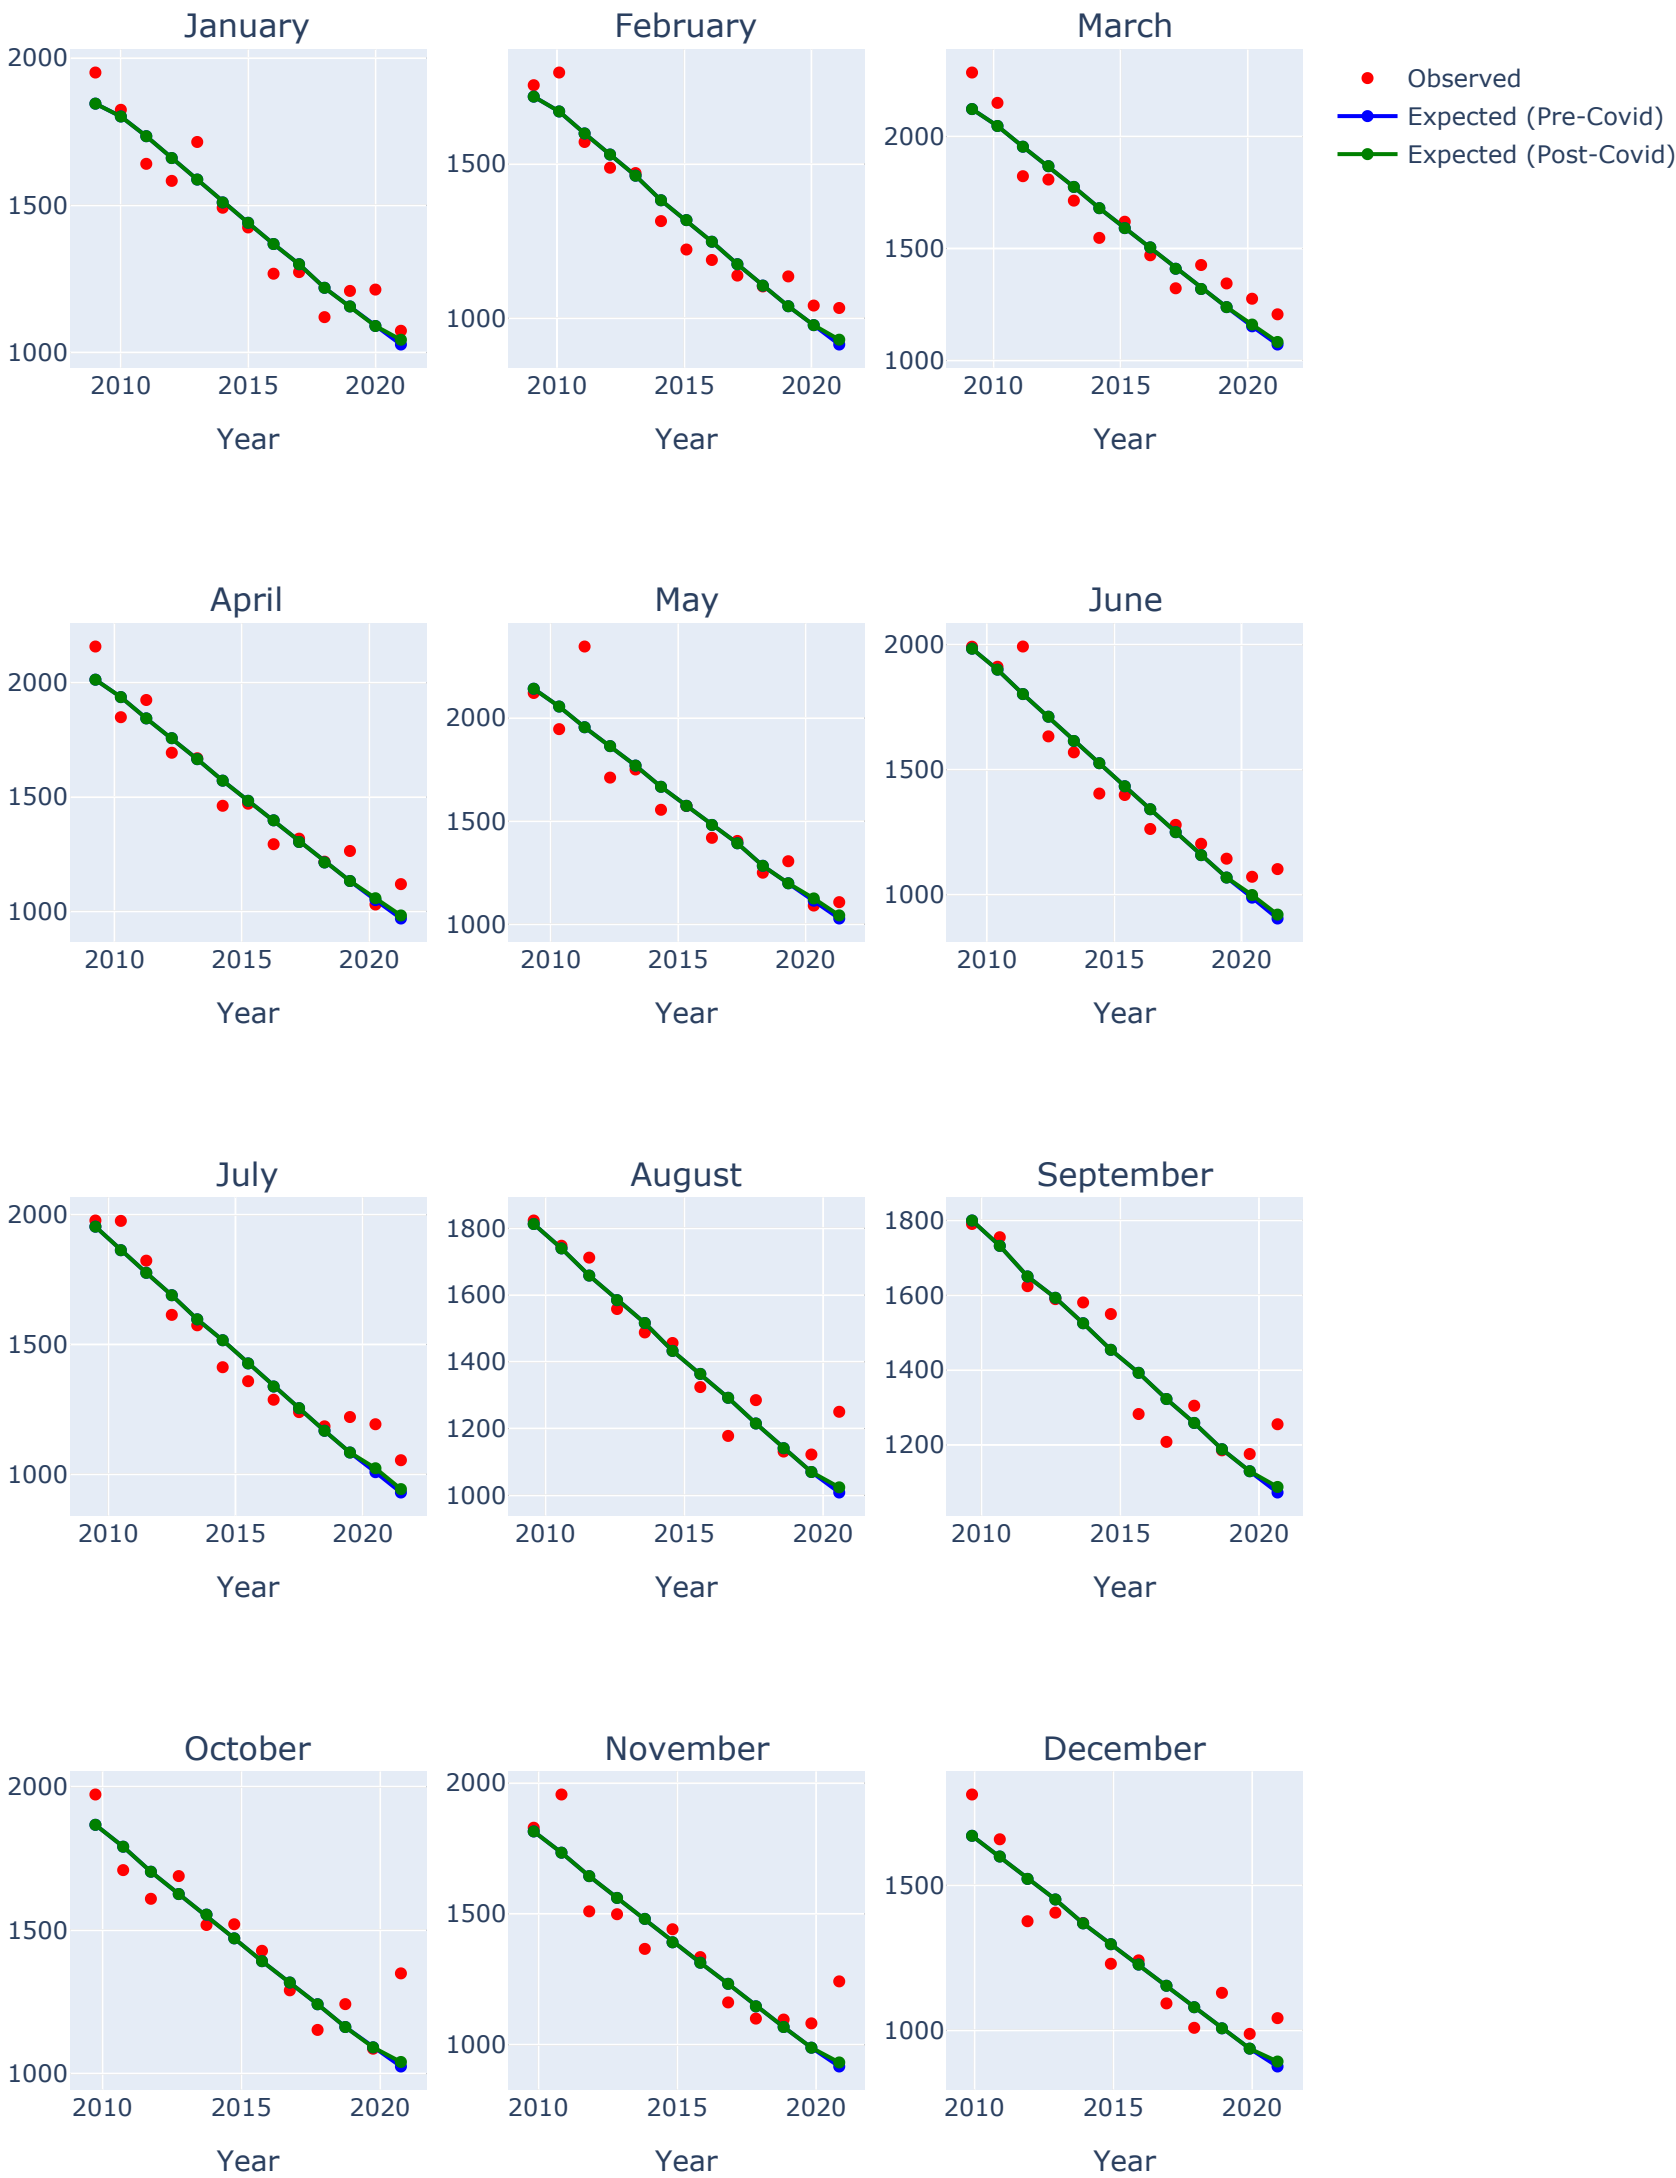 January February March
2000
1500
1000
2010 2015 2020
Year
1500
1000
2010 2015 2020
Year
2000
1500
1000
2010 2015 2020
Year
Observed
Expected (Pre-Covid)
Expected (Post-Covid)
April May June
2000
1500
1000
2010 2015 2020
Year
2000
1500
1000
2010 2015 2020
Year
2000
1500
1000
2010 2015 2020
Year
July August September
2000
1500
1000
2010 2015 2020
Year
1800
1600
1400
1200
1000
2010 2015 2020
Year
1800
1600
1400
1200
2010 2015 2020
Year
October November December
2000
1500
1000
2010 2015 2020
Year
2000
1500
1000
2010 2015 2020
Year
1500
1000
2010 2015 2020
Year